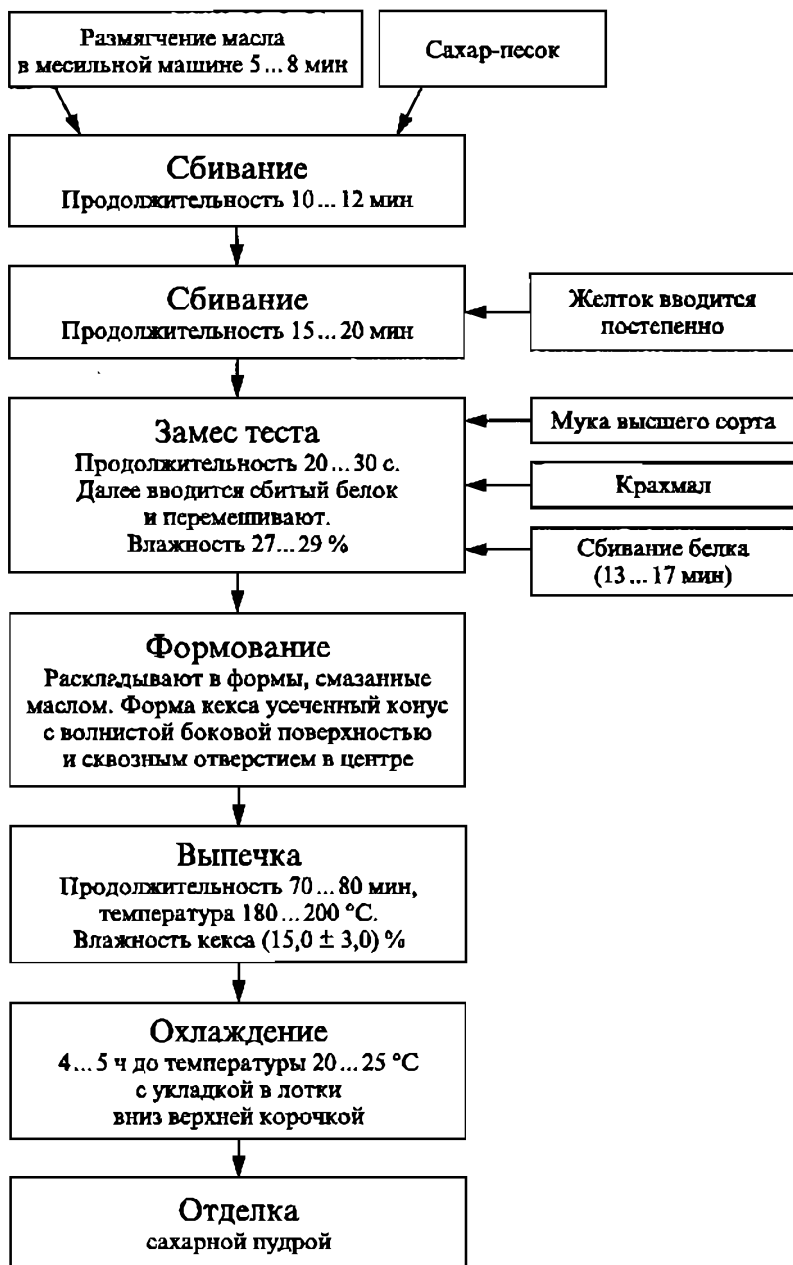 Размягчение масла
в месильной машине 5...8 мин
Сахар-песок
Сбивание
Продолжительность 10...12 мин
Сбивание
Продолжительность 15...20 мин
Желток вводится
постепенно
Замес теста
Продолжительность 20...30 с.
Далее вводится сбитый белок
и перемешивают.
Влажность 27...29 %
Мука высшего сорта
Крахмал
Сбивание белка
(13...17 мин)
Формование
Раскладывают в формы, смазанные
маслом. Форма кекса усеченный конус
с волнистой боковой поверхностью
и сквозным отверстием в центре
Выпечка
Продолжительность 70...80 мин,
температура 180...200 °С.
Влажность кекса (15,0 ± 3,0) %
Охлаждение
4...5 ч до температуры 20...25 °С
с укладкой в лотки
вниз верхней корочкой
Отделка
сахарной пудрой